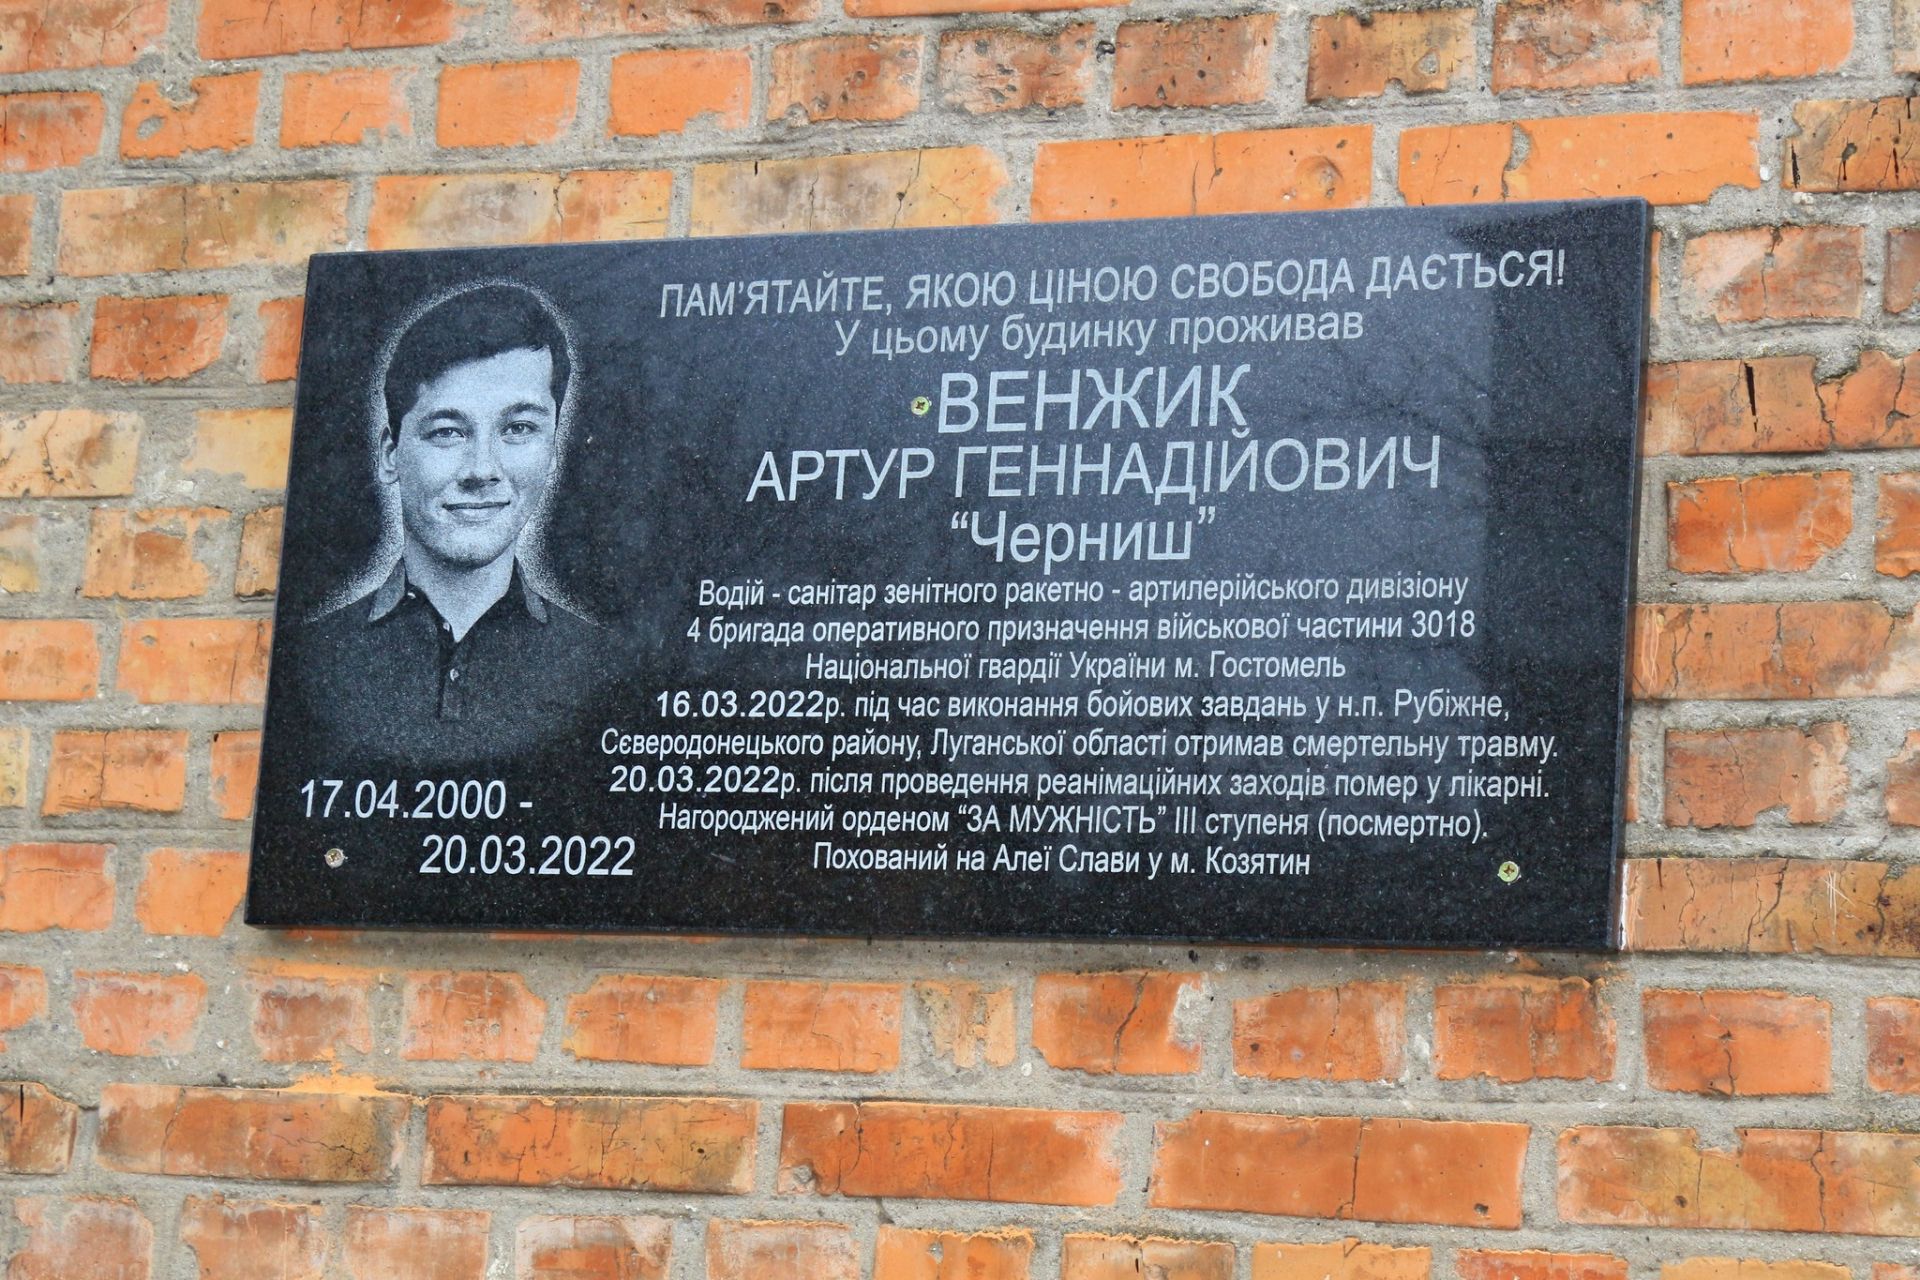 ПАМ'ЯТАЙТЕ, ЯКОЮ ЦІНОЮ СВОБОДА ДАЄТЬСЯ!
У цьому будинку проживав
ВЕНЖИК
АРТУР ГЕННАДІЙОВИЧ
“Черниш”
Водій - санітар зенітного ракетно - артилерійського дивізіону
4 бригада оперативного призначення військової частини 3018
Національної гвардії України м. Гостомель
16.03.2022р. під час виконання бойових завдань у н.п. Рубіжне,
Сєверодонецького району, Луганської області отримав смертельну травму.
20.03.2022р. після проведення реанімаційних заходів помер у лікарні.
Нагороджений орденом “ЗА МУЖНІСТЬ” ІІІ ступеня (посмертно).
Похований на Алеї Слави у м. Козятин
17.04.2000 -
20.03.2022